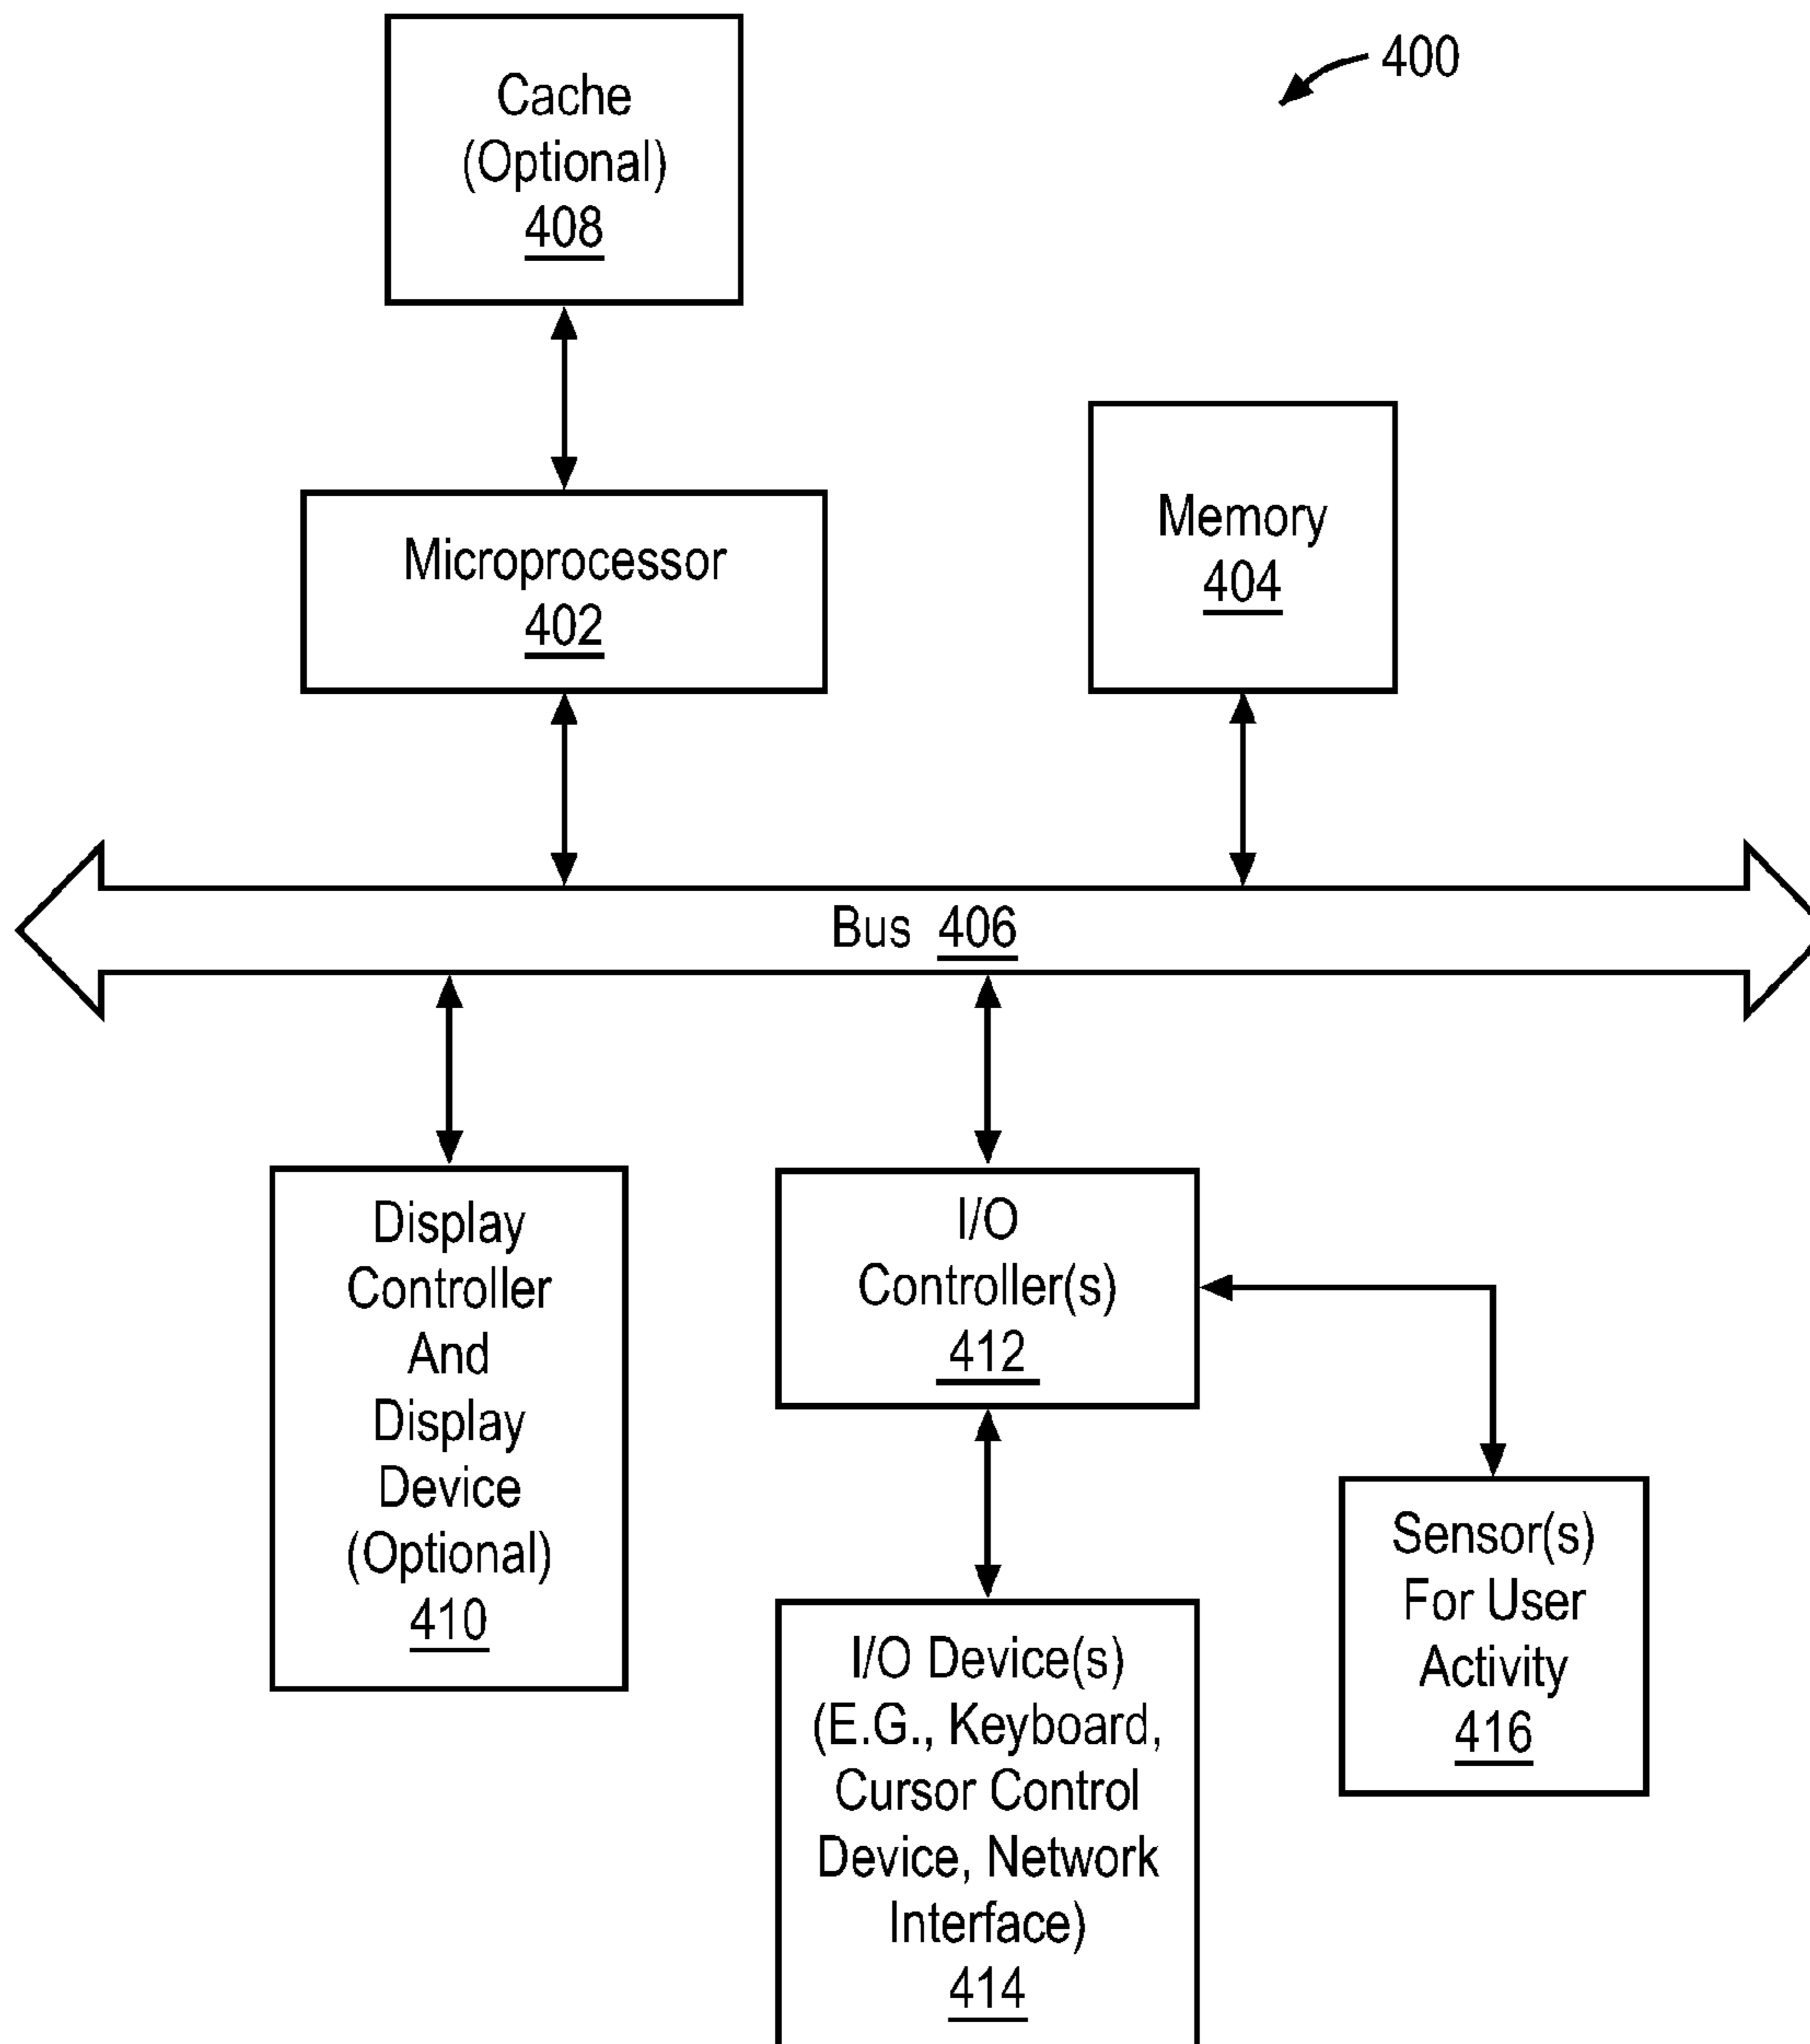 400
Cache
(Optional)
408
Microprocessor
402
Memory
404
Bus 406
Display
Controller
And
Display
Device
(Optional)
410
I/O
Controller(s)
412
I/O Device(s)
(E.G., Keyboard,
Cursor Control
Device, Network
Interface)
414
Sensor(s)
For User
Activity
416